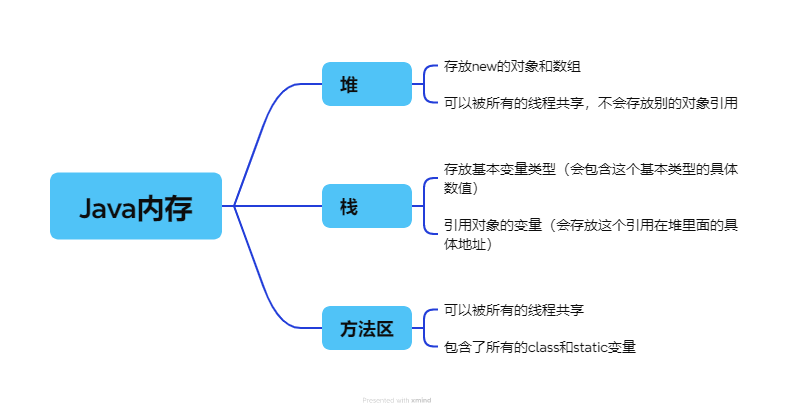 Java内存
堆
存放new的对象和数组
可以被所有的线程共享，不会存放别的对象引用
栈
存放基本变量类型（会包含这个基本类型的具体
数值）
引用对象的变量（会存放这个引用在堆里面的具
体地址）
方法区
可以被所有的线程共享
包含了所有的class和static变量
Presented with xmind